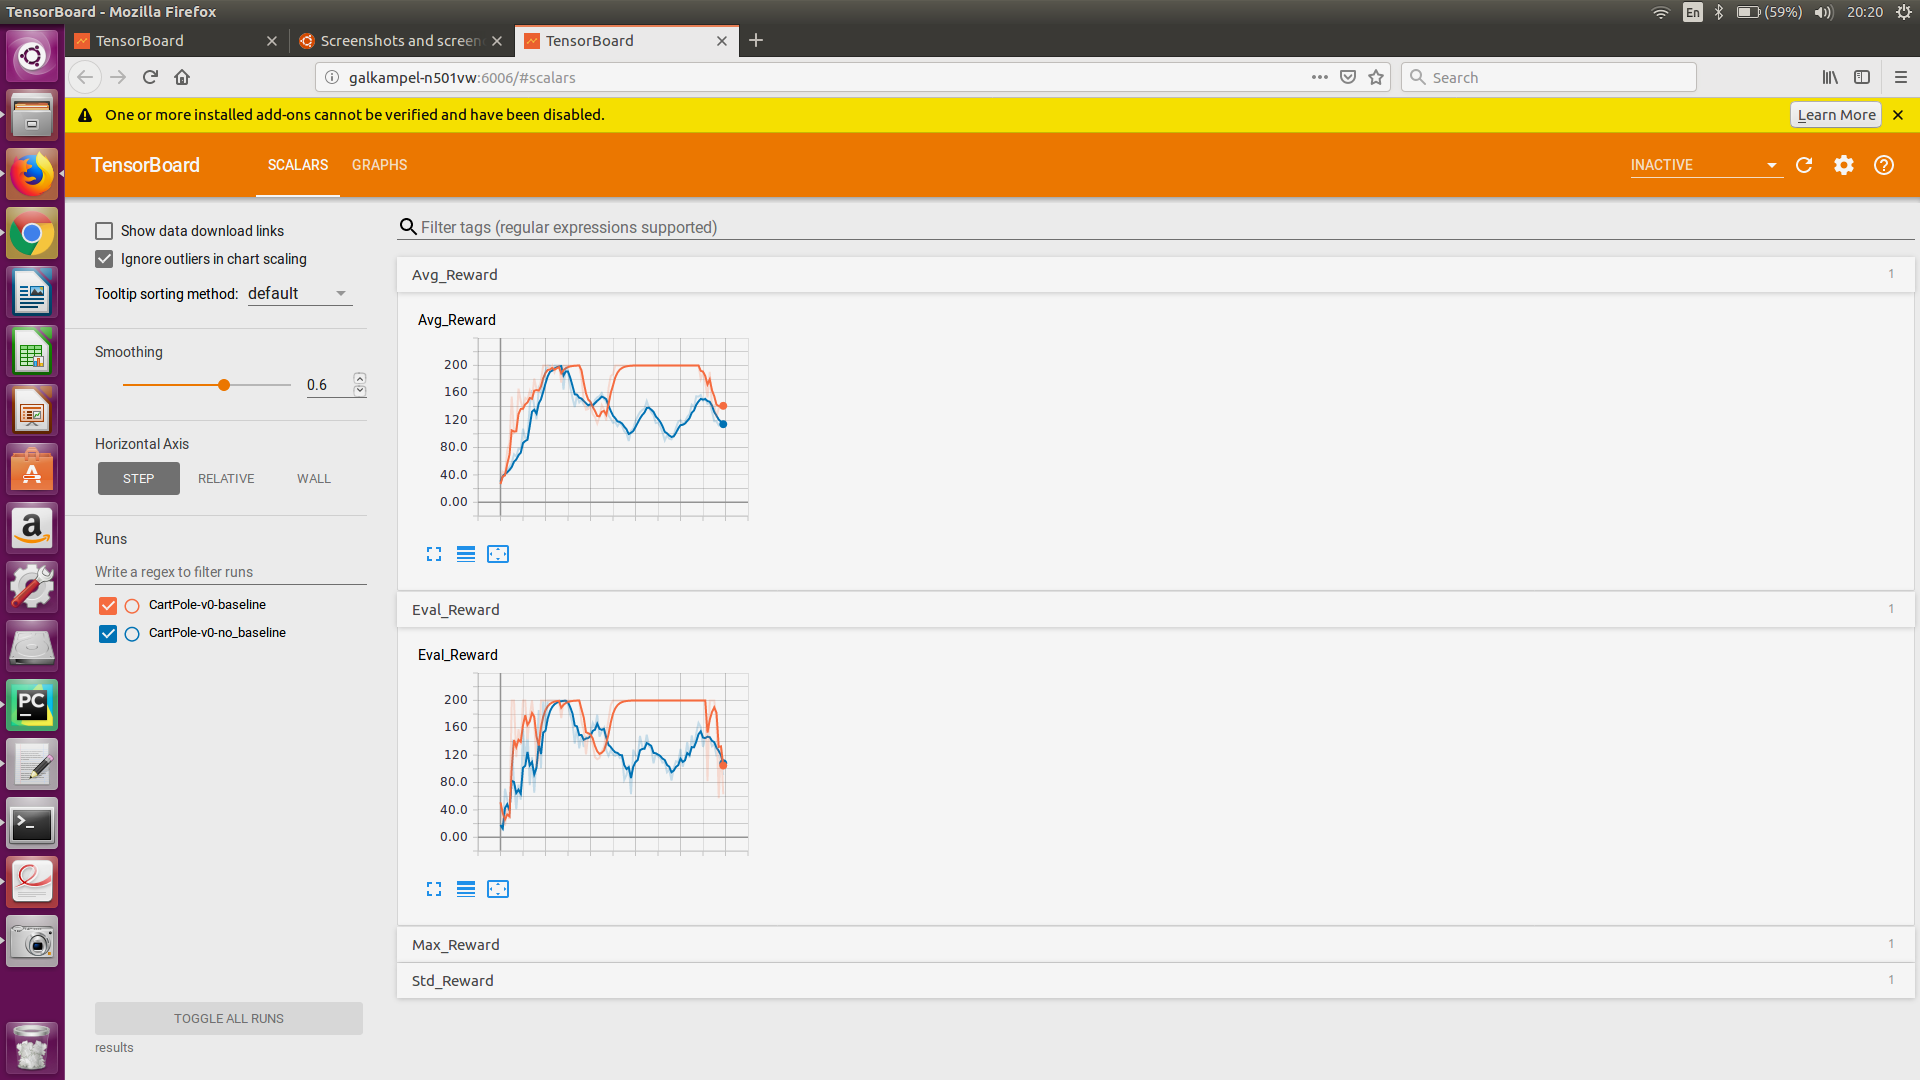 TensorBoard - Mozilla Firefox
En
(59%)
20:20
TensorBoard
Screenshots and screen
TensorBoard
galkampel-n501vw:6006/#scalars
Search
One or more installed add-ons cannot be verified and have been disabled.
Learn More
TensorBoard
SCALARS
GRAPHS
INACTIVE
Show data download links
Ignore outliers in chart scaling
Tooltip sorting method: default
Smoothing
0.6
Horizontal Axis
STEP
RELATIVE
WALL
Runs
Write a regex to filter runs
CartPole-v0-baseline
CartPole-v0-no_baseline
TOGGLE ALL RUNS
results
Filter tags (regular expressions supported)
Avg_Reward
1
Avg_Reward
200
160
120
80.0
40.0
0.00
Eval_Reward
1
Eval_Reward
200
160
120
80.0
40.0
0.00
Max_Reward
1
Std_Reward
1
a
A
PC
>_